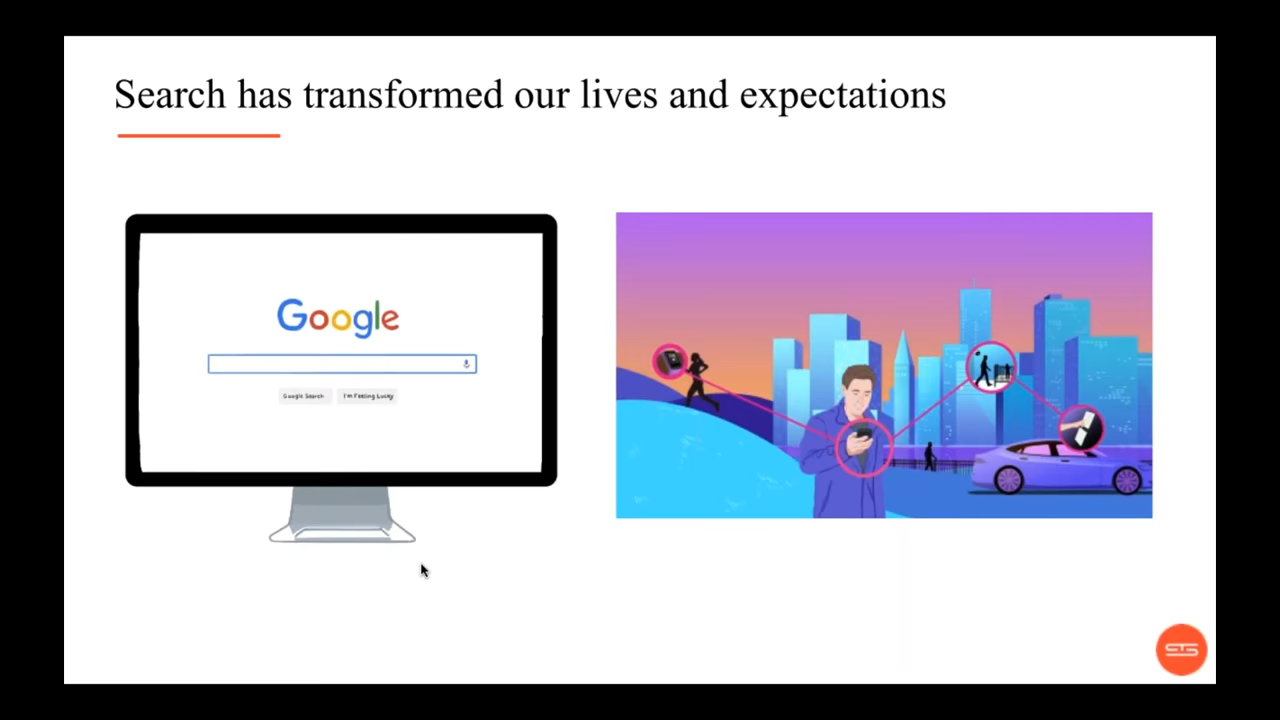 Search has transformed our lives and expectations
Google
Google Search
I'm Feeling Lucky